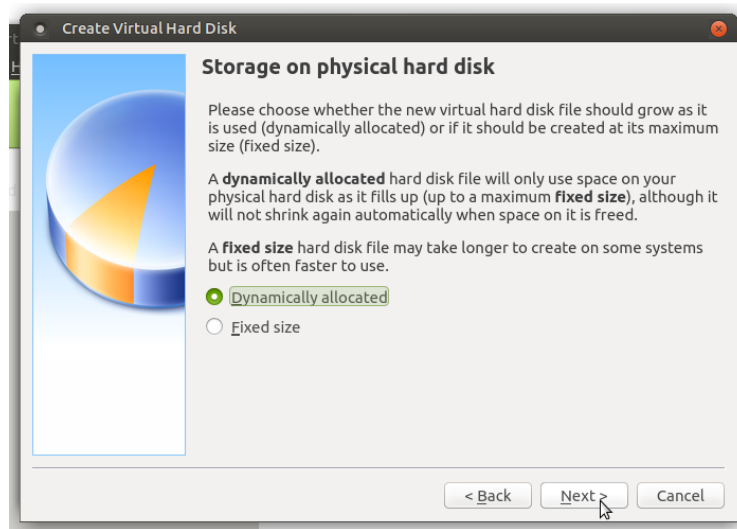 Create Virtual Hard Disk
Storage on physical hard disk
Please choose whether the new virtual hard disk file should grow as it
is used (dynamically allocated) or if it should be created at its maximum
size (fixed size).
A dynamically allocated hard disk file will only use space on your
physical hard disk as it fills up (up to a maximum fixed size), although it
will not shrink again automatically when space on it is freed.
A fixed size hard disk file may take longer to create on some systems
but is often faster to use.
Dynamically allocated
Fixed size
< Back Next > Cancel